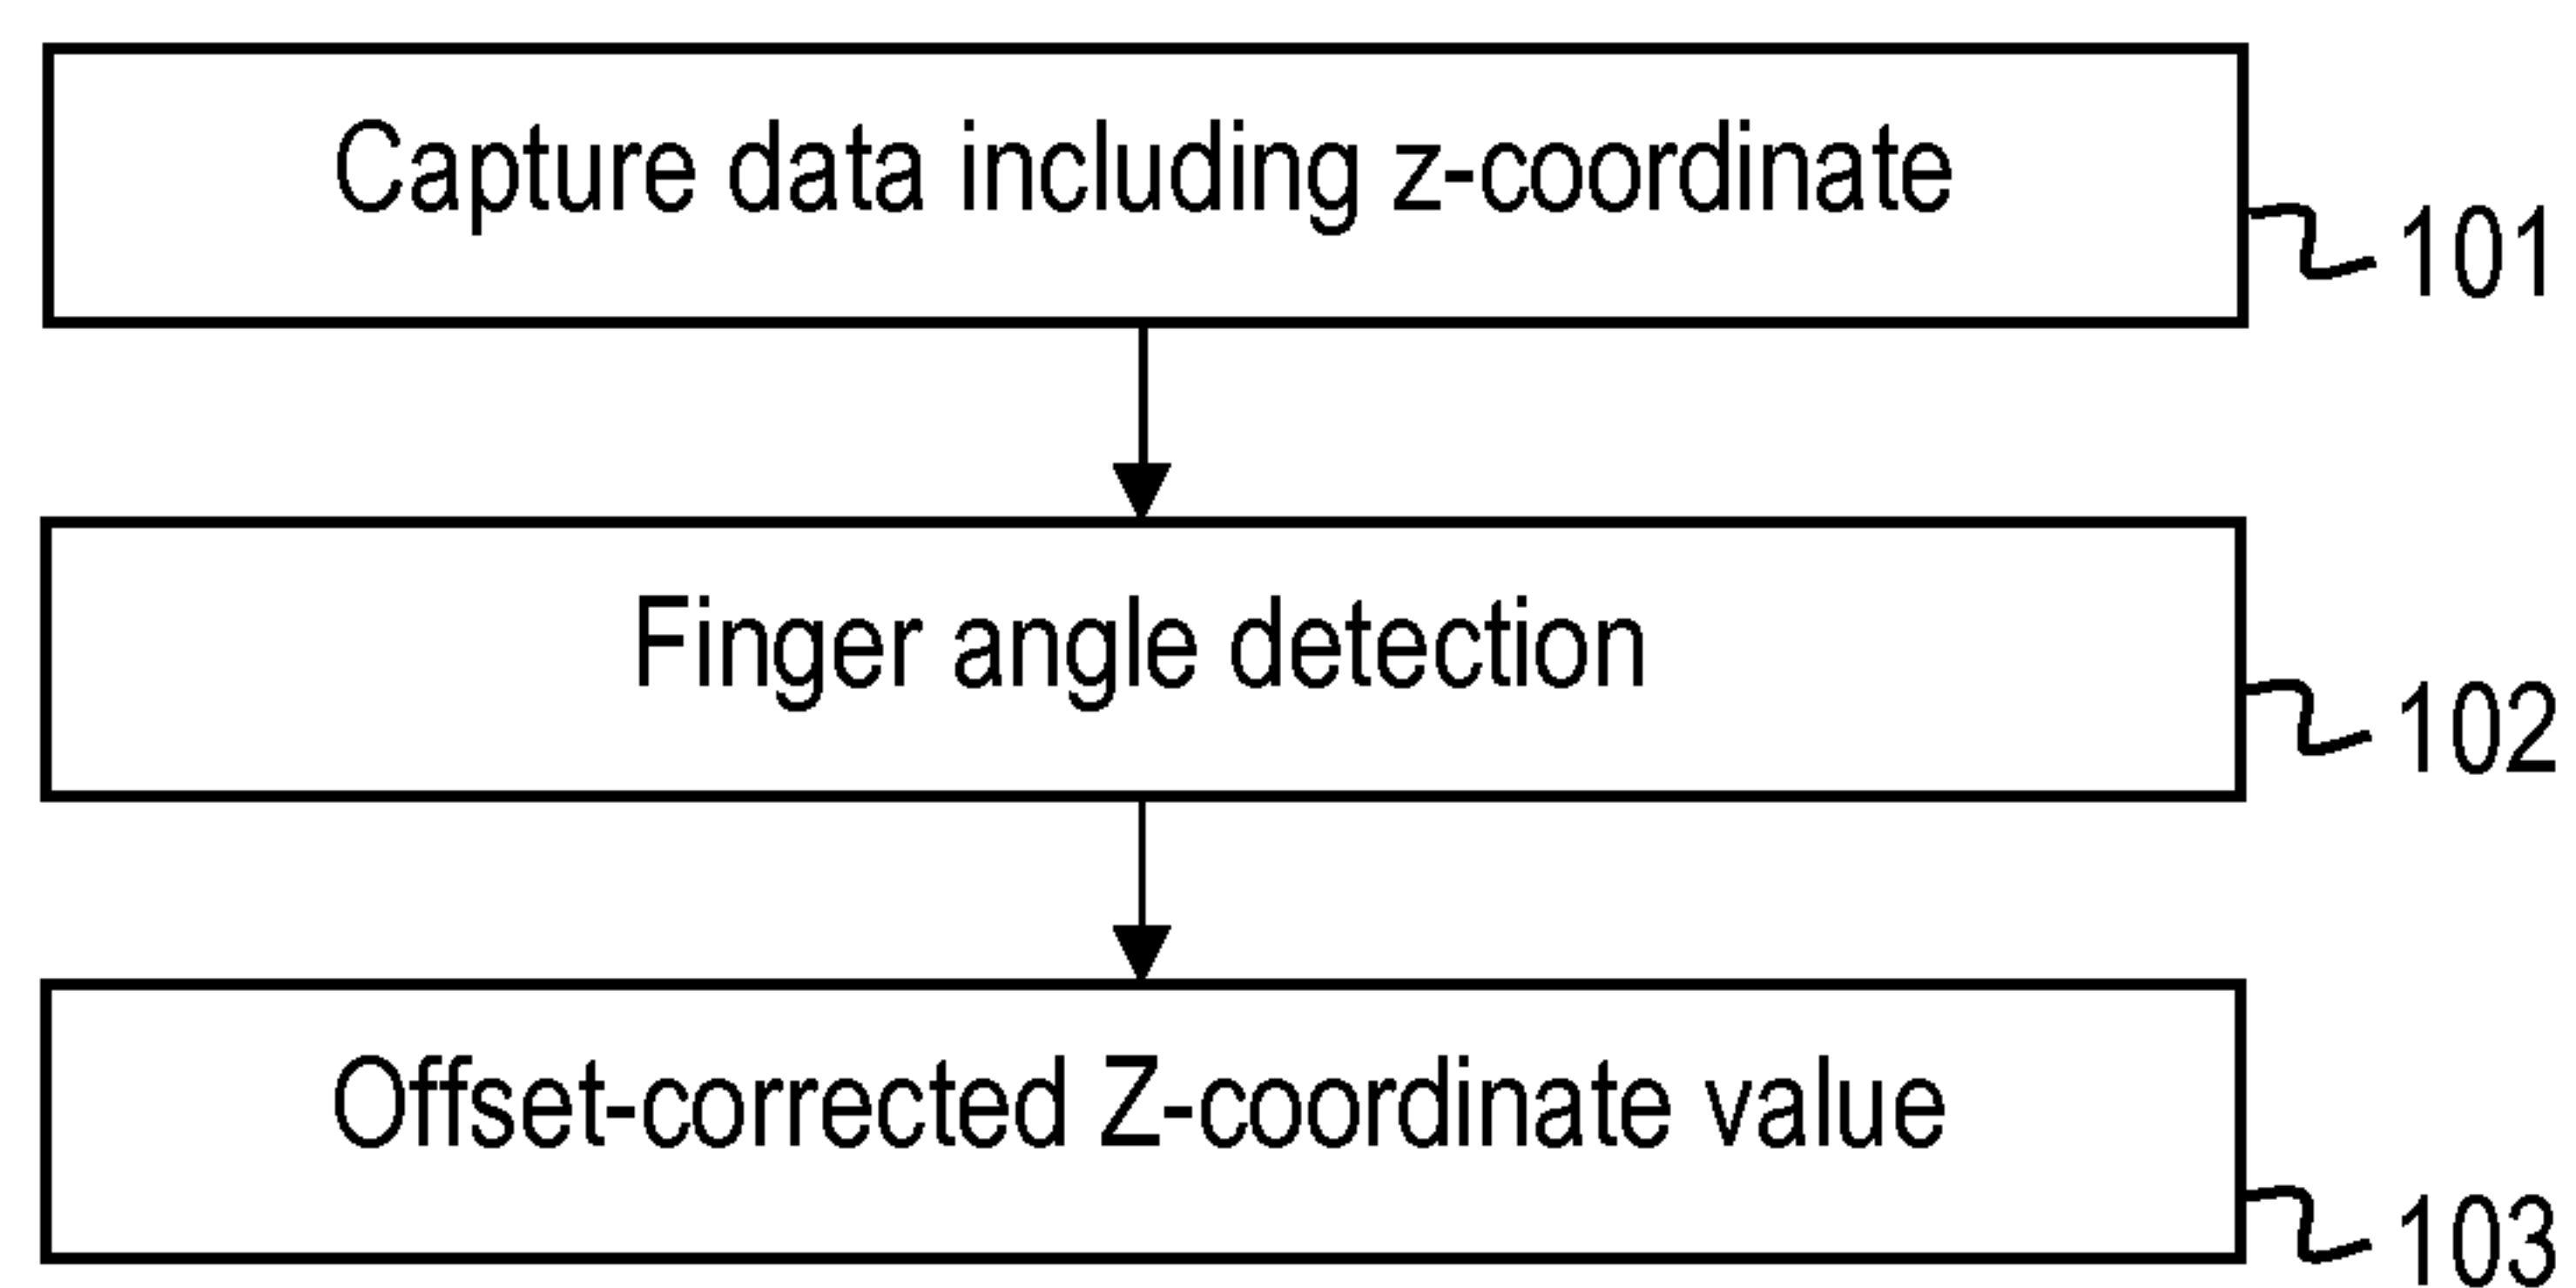 Capture data including z-coordinate
101
Finger angle detection
102
Offset-corrected Z-coordinate value
103